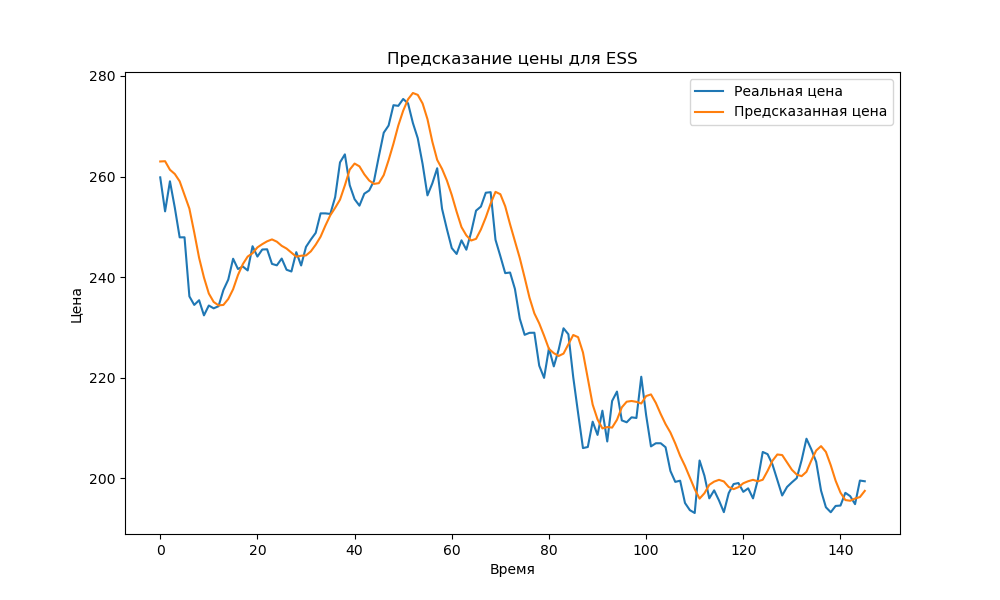 Предсказание цены для ESS
280
260
240
220
200
Цена
Реальная цена
Предсказанная цена
0 20 40 60 80 100 120 140
Время